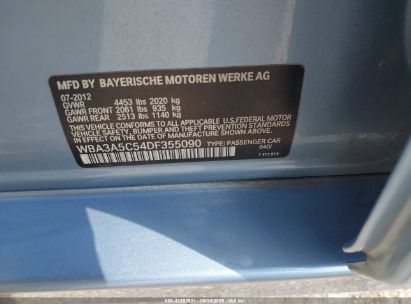 MFD BY BAYERISCHE MOTOREN WERKE AG
07-2012
GVWR 4453 lbs 2020 kg
GAWR FRONT 2061 lbs 935 kg
GAWR REAR 2513 lbs 1140 kg
THIS VEHICLE CONFORMS TO ALL APPLICABLE U.S.FEDERAL MOTOR
VEHICLE SAFETY, BUMPER, AND THEFT PREVENTION STANDARDS
IN EFFECT ON THE DATE OF MANUFACTURE SHOWN ABOVE.
WBA3A5C54DF355090 TYPE: PASSENGER CAR